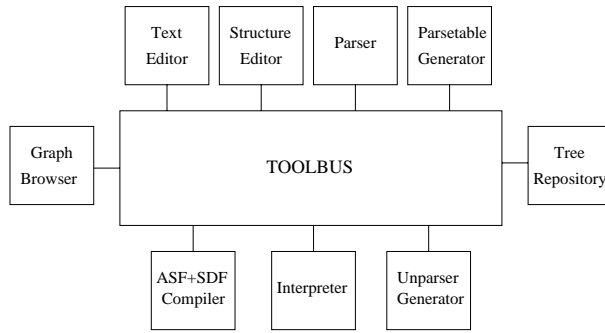 Text
Editor
Structure
Editor
Parser
Parsetable
Generator
Graph
Browser
TOOLBUS
Tree
Repository
ASF+SDF
Compiler
Interpreter
Unparser
Generator